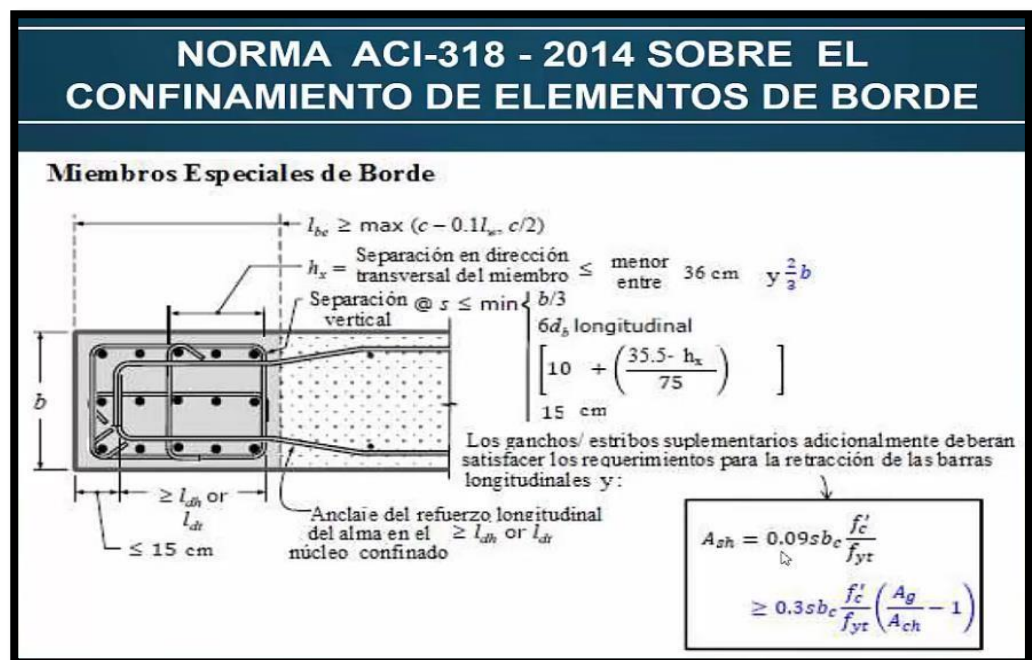 NORMA ACI-318 - 2014 SOBRE EL
CONFINAMIENTO DE ELEMENTOS DE BORDE
Miembros Especiales de Borde
l_be ≥ max (c − 0.1l_w, c/2)
h_x = Separación en dirección transversal del miembro ≤ menor entre 36 cm y 2/3 b
Separación vertical @ s ≤ min { b/3
6d_b longitudinal
[10 + (35.5- h_x / 75) ]
15 cm
b
Los ganchos/ estribos suplementarios adicionalmente deberán
satisfacer los requerimientos para la retracción de las barras
longitudinales y :
≥ l_dh or
l_dt
≤ 15 cm
Anclaie del refuerzo longitudinal
del alma en el ≥ l_dh or l_dt
núcleo confinado
A_sh = 0.09sb_c f'_c / f_yt
≥ 0.3sb_c f'_c / f_yt (A_g / A_ch − 1)